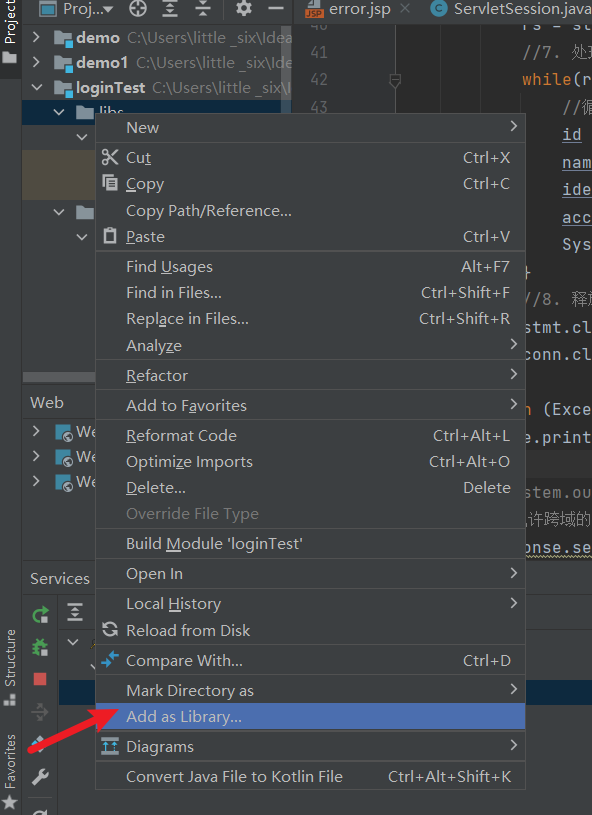 Project
Proj...
error.jsp
ServletSession.java
demo C:\Users\little _six\Idea
demo1 C:\Users\little _six\Idea
loginTest C:\Users\little _six\I
libs
41
42
43
//7. 处理
while(r
//循
id
nam
ide
acc
Sys
}
//8. 释放
stmt.cl
conn.cl
(Excep
e.print
stem.ou
许跨域的
onse.se
New
Cut Ctrl+X
Copy Ctrl+C
Copy Path/Reference...
Paste Ctrl+V
Find Usages Alt+F7
Find in Files... Ctrl+Shift+F
Replace in Files... Ctrl+Shift+R
Analyze
Refactor
Add to Favorites
Reformat Code Ctrl+Alt+L
Optimize Imports Ctrl+Alt+O
Delete... Delete
Override File Type
Build Module 'loginTest'
Open In
Local History
Reload from Disk
Compare With... Ctrl+D
Mark Directory as
Add as Library...
Diagrams
Convert Java File to Kotlin File Ctrl+Alt+Shift+K
Web
We
We
We
Services
Structure
Favorites